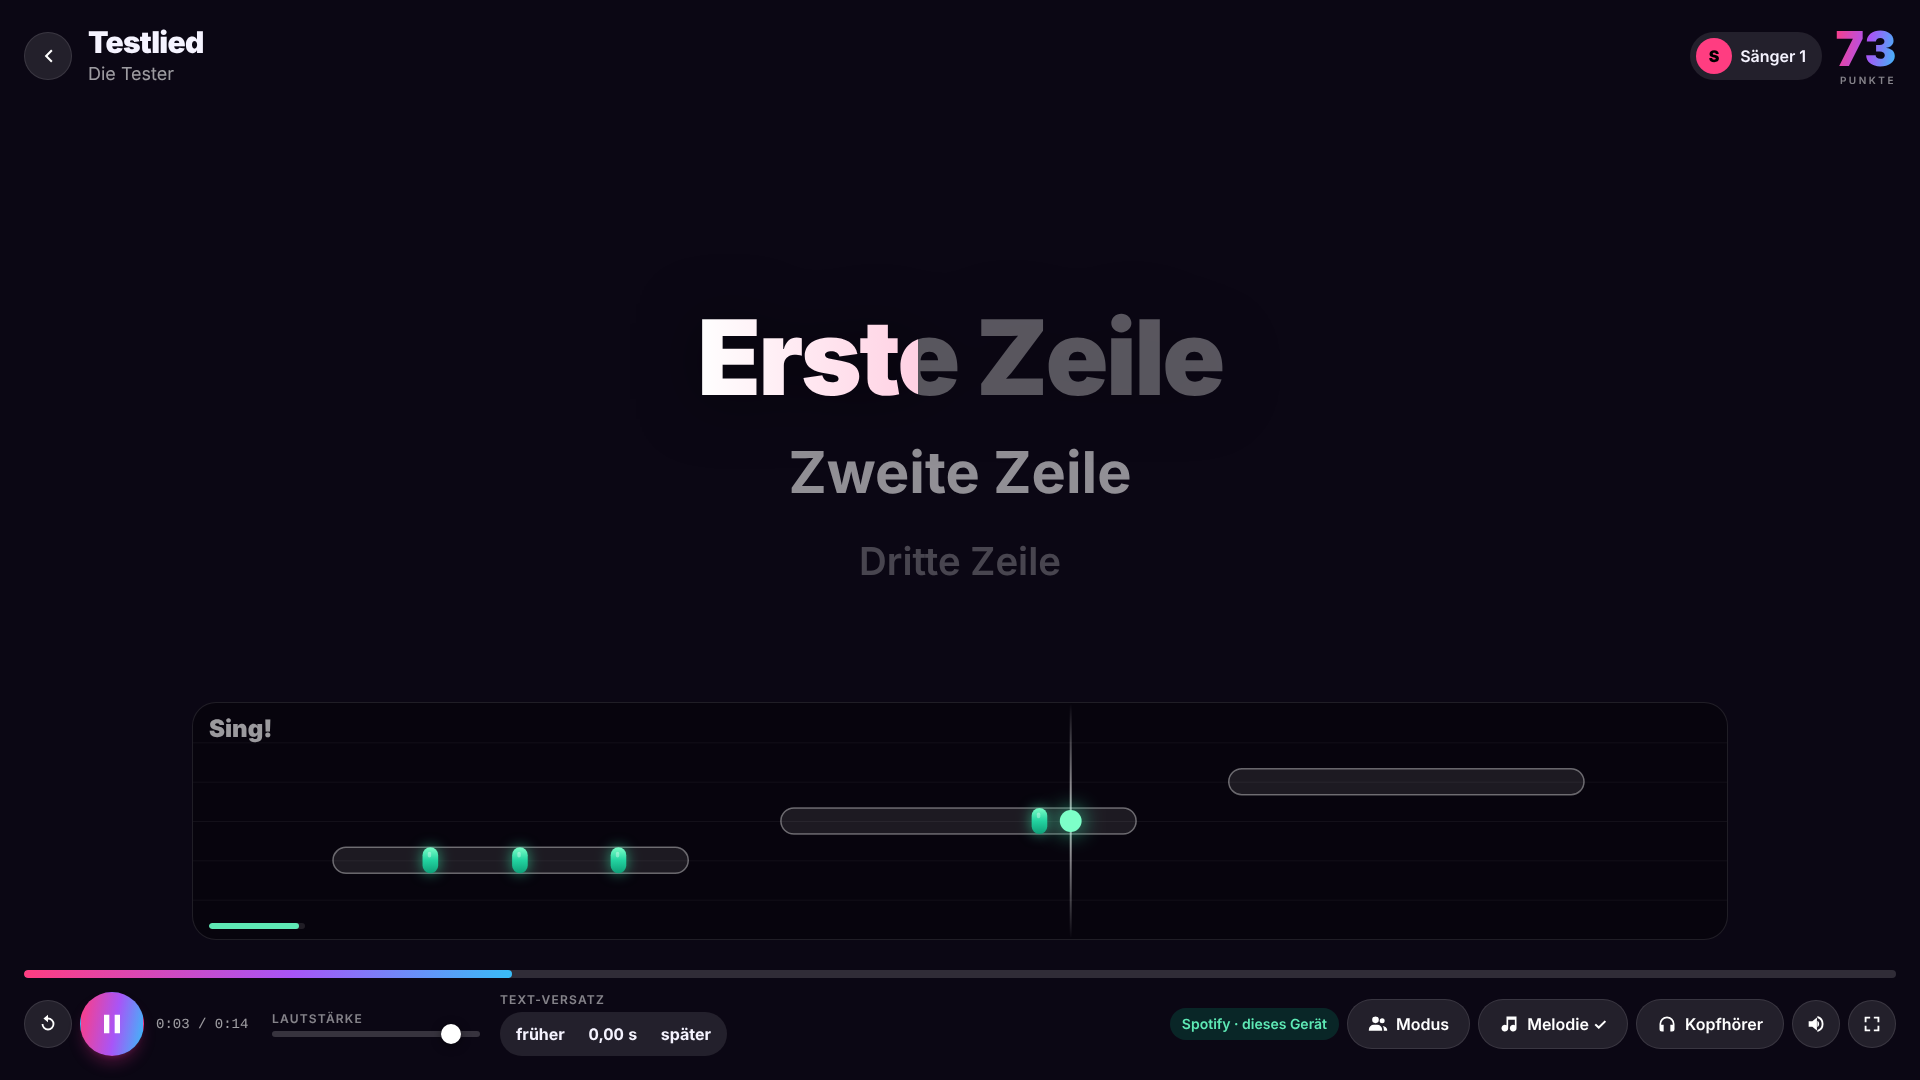 Testlied
Die Tester
S
Sänger 1
73
PUNKTE
Erste Zeile
Zweite Zeile
Dritte Zeile
Sing!
0:03 / 0:14
LAUTSTÄRKE
TEXT-VERSATZ
früher 0,00 s später
Spotify · dieses Gerät
Modus
Melodie ✓
Kopfhörer